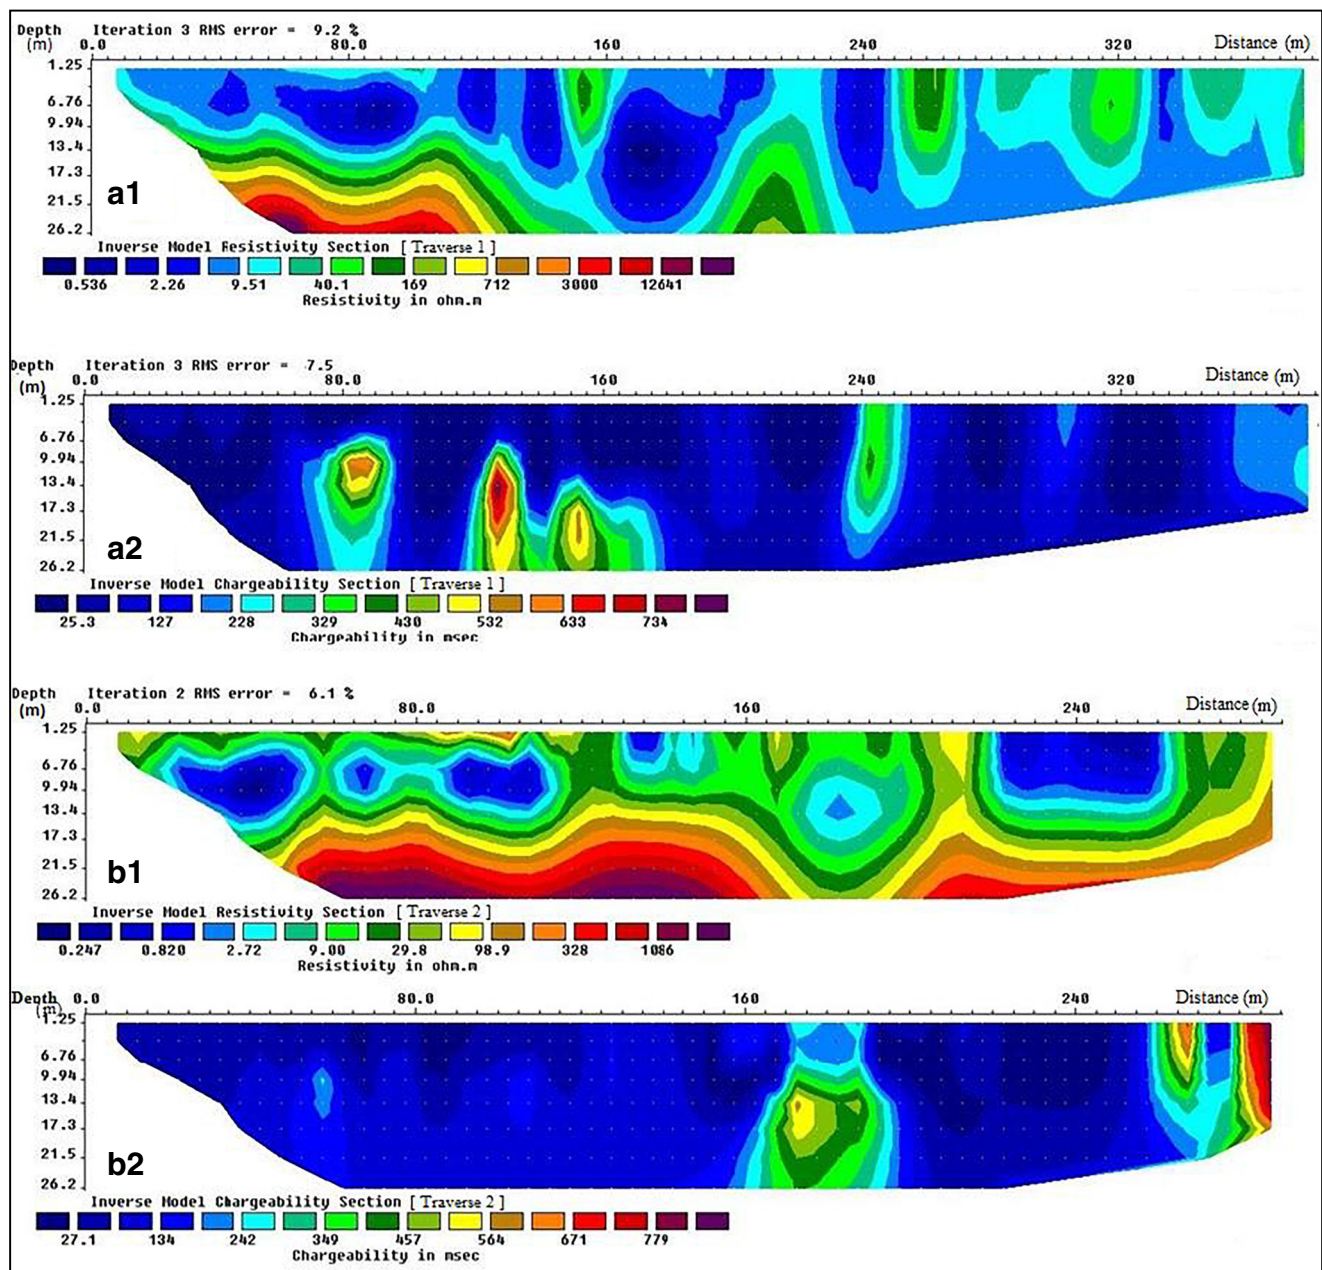 Depth Iteration 3 RMS error = 9.2 %
(m) 0.0 80.0 160 240 320 Distance (m)
1.25
6.76
9.94
13.4
17.3
21.5
26.2
a1
Inverse Model Resistivity Section [ Traverse 1 ]
0.536 2.26 9.51 40.1 169 712 3000 12641
Resistivity in ohm.m
Depth Iteration 3 RMS error = 7.5
(m) 0.0 80.0 160 240 320 Distance (m)
1.25
6.76
9.94
13.4
17.3
21.5
26.2
a2
Inverse Model Chargeability Section [ Traverse 1 ]
25.3 127 228 329 430 532 633 734
Chargeability in msec
Depth Iteration 2 RMS error = 6.1 %
(m) 0.0 80.0 160 240 Distance (m)
1.25
6.76
9.94
13.4
17.3
21.5
26.2
b1
Inverse Model Resistivity Section [ Traverse 2 ]
0.247 0.820 2.72 9.00 29.8 98.9 328 1086
Resistivity in ohm.m
Depth 0.0 80.0 160 240 Distance (m)
(m)
1.25
6.76
9.94
13.4
17.3
21.5
26.2
b2
Inverse Model Chargeability Section [ Traverse 2 ]
27.1 134 242 349 457 564 671 779
Chargeability in msec